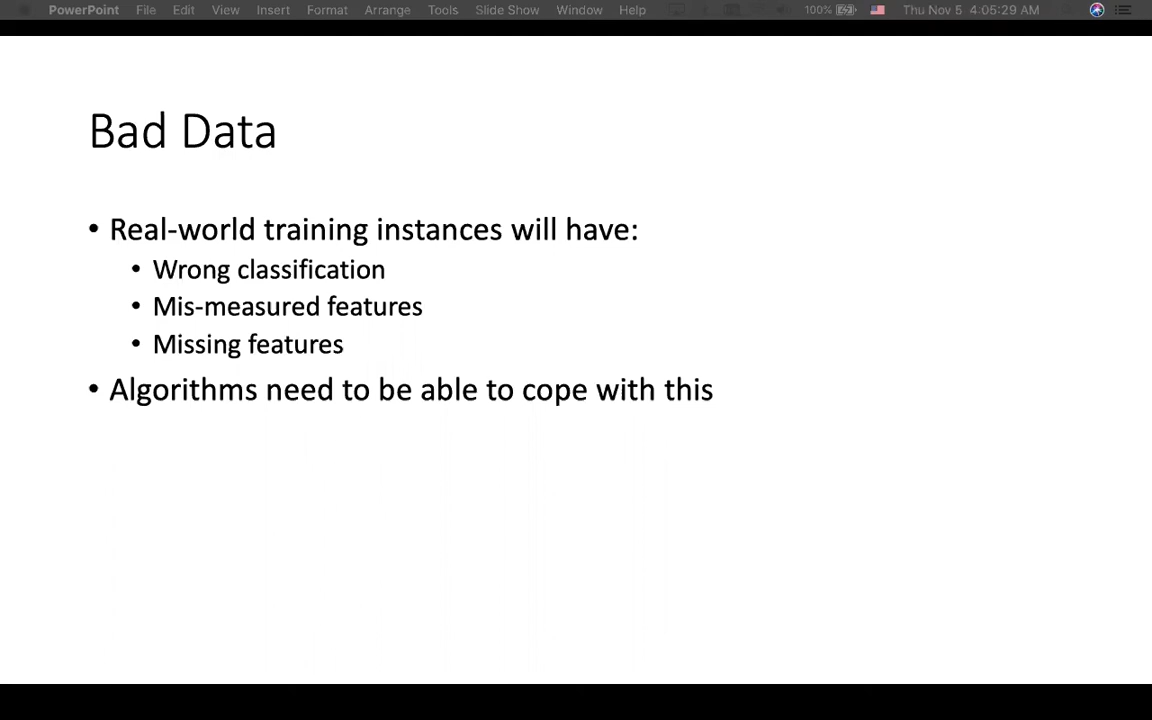 PowerPoint File Edit View Insert Format Arrange Tools Slide Show Window Help 100% Thu Nov 5 4:05:29 AM
Bad Data
• Real-world training instances will have:
• Wrong classification
• Mis-measured features
• Missing features
• Algorithms need to be able to cope with this